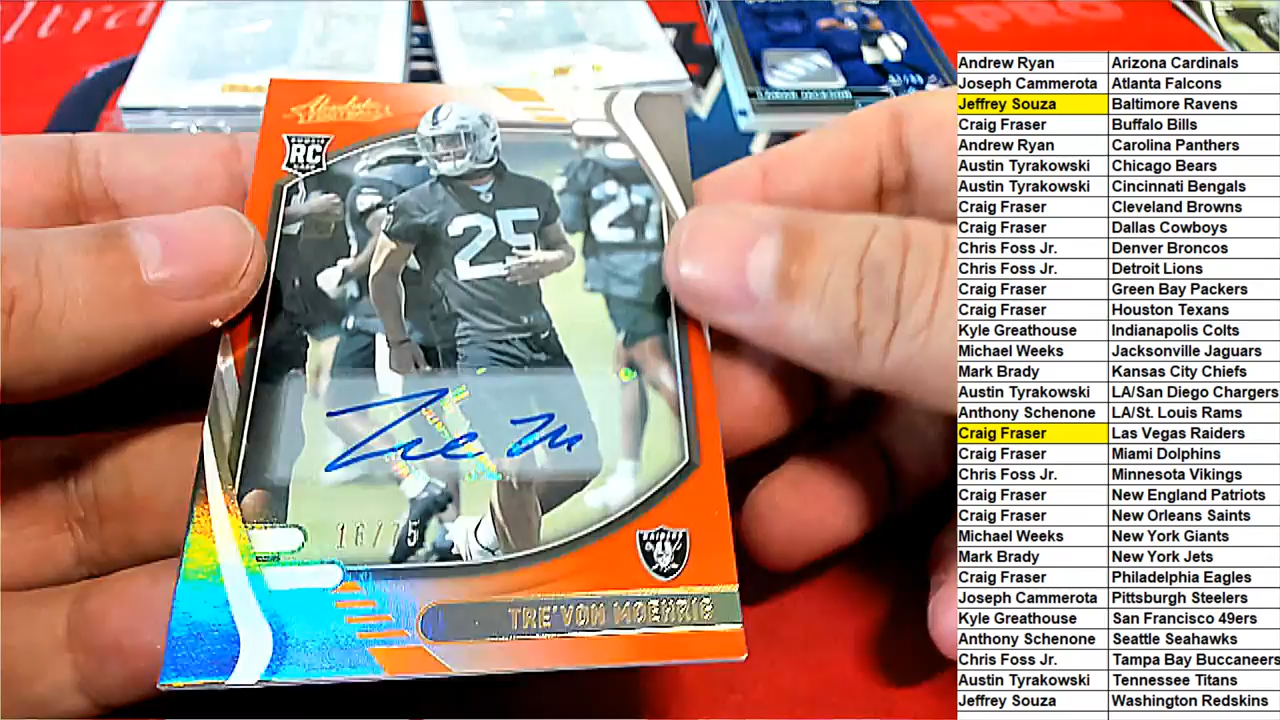 Absolute
Football
RC
25
27
Tre M
16/75
RAIDERS
TRE'VON MOEHRIG
Andrew Ryan Arizona Cardinals
Joseph Cammerota Atlanta Falcons
Jeffrey Souza Baltimore Ravens
Craig Fraser Buffalo Bills
Andrew Ryan Carolina Panthers
Austin Tyrakowski Chicago Bears
Austin Tyrakowski Cincinnati Bengals
Craig Fraser Cleveland Browns
Craig Fraser Dallas Cowboys
Chris Foss Jr. Denver Broncos
Chris Foss Jr. Detroit Lions
Craig Fraser Green Bay Packers
Craig Fraser Houston Texans
Kyle Greathouse Indianapolis Colts
Michael Weeks Jacksonville Jaguars
Mark Brady Kansas City Chiefs
Austin Tyrakowski LA/San Diego Chargers
Anthony Schenone LA/St. Louis Rams
Craig Fraser Las Vegas Raiders
Craig Fraser Miami Dolphins
Chris Foss Jr. Minnesota Vikings
Craig Fraser New England Patriots
Craig Fraser New Orleans Saints
Michael Weeks New York Giants
Mark Brady New York Jets
Craig Fraser Philadelphia Eagles
Joseph Cammerota Pittsburgh Steelers
Kyle Greathouse San Francisco 49ers
Anthony Schenone Seattle Seahawks
Chris Foss Jr. Tampa Bay Buccaneers
Austin Tyrakowski Tennessee Titans
Jeffrey Souza Washington Redskins